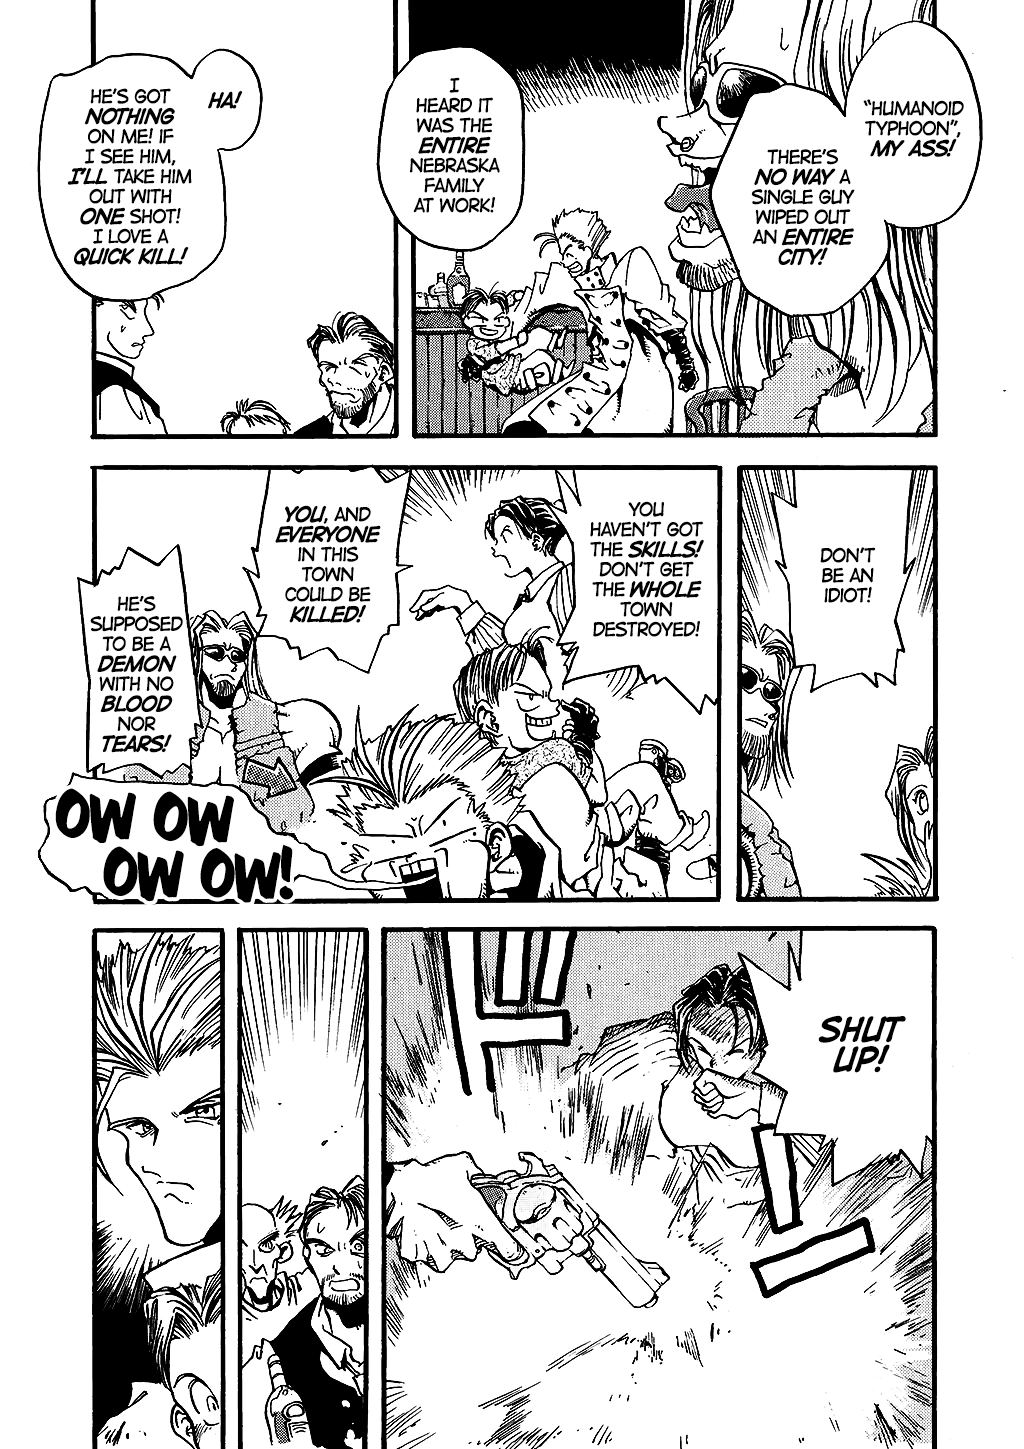 "HUMANOID
TYPHOON",
MY ASS!
THERE'S
NO WAY A
SINGLE GUY
WIPED OUT
AN ENTIRE
CITY!
I
HEARD IT
WAS THE
ENTIRE
NEBRASKA
FAMILY
AT WORK!
HA!
HE'S GOT
NOTHING
ON ME! IF
I SEE HIM,
I'LL TAKE HIM
OUT WITH
ONE SHOT!
I LOVE A
QUICK KILL!
DON'T
BE AN
IDIOT!
YOU
HAVEN'T GOT
THE SKILLS!
DON'T GET
THE WHOLE
TOWN
DESTROYED!
YOU, AND
EVERYONE
IN THIS
TOWN
COULD BE
KILLED!
HE'S
SUPPOSED
TO BE A
DEMON
WITH NO
BLOOD
NOR
TEARS!
OW OW
OW OW!
SHUT
UP!
ドン